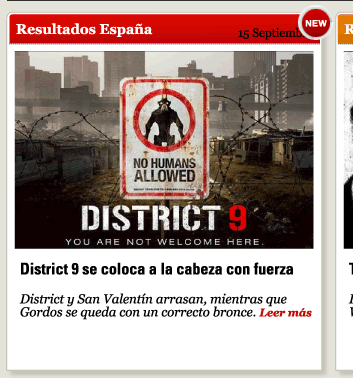 Resultados España
15 Septiembre
NEW
R
NO HUMANS
ALLOWED
DISTRICT 9
YOU ARE NOT WELCOME HERE.
District 9 se coloca a la cabeza con fuerza
District y San Valentín arrasan, mientras que
Gordos se queda con un correcto bronce. Leer más